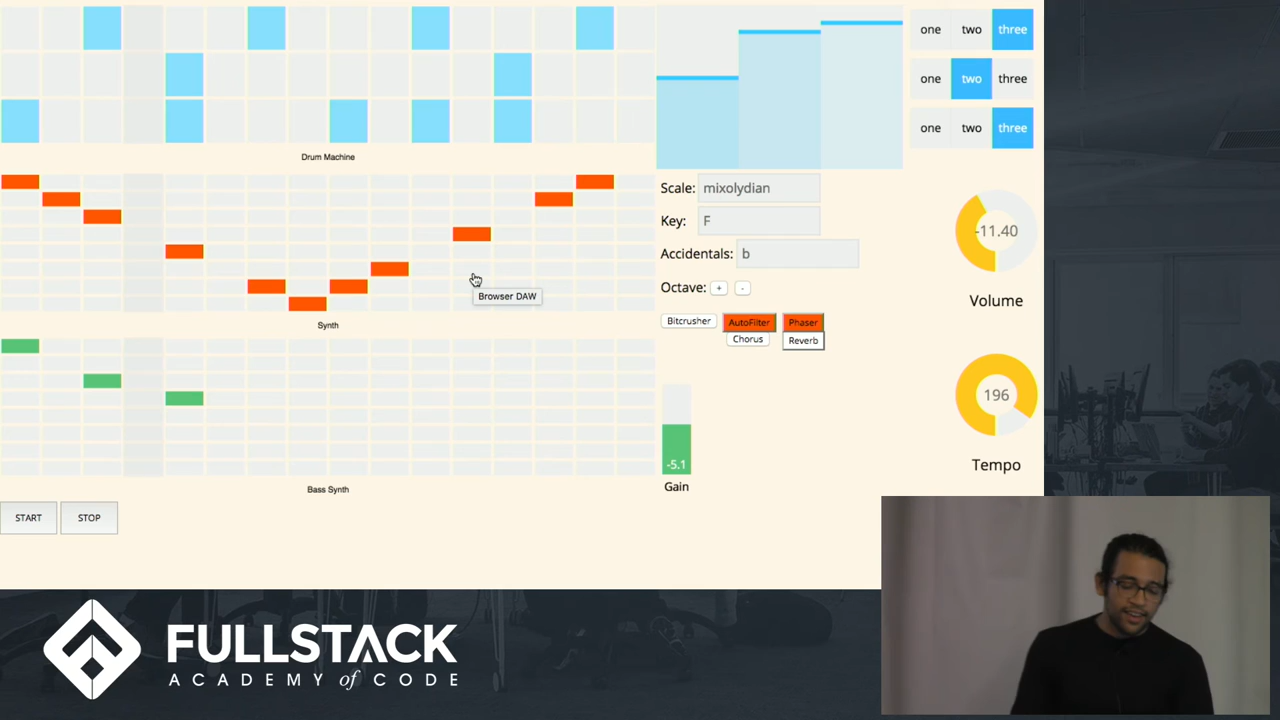 one two three
one two three
one two three
Drum Machine
Scale: mixolydian
Key: F
Accidentals: b
Octave: + -
-11.40
Volume
Browser DAW
Synth
Bitcrusher AutoFilter Phaser
Chorus Reverb
196
Tempo
-5.1
Gain
Bass Synth
START STOP
FULLSTACK
ACADEMY of CODE